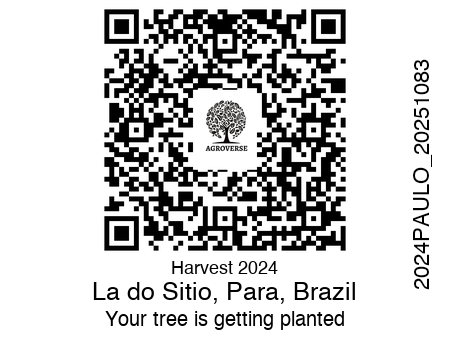 AGROVERSE
Harvest 2024
La do Sitio, Para, Brazil
Your tree is getting planted
2024PAULO_20251083